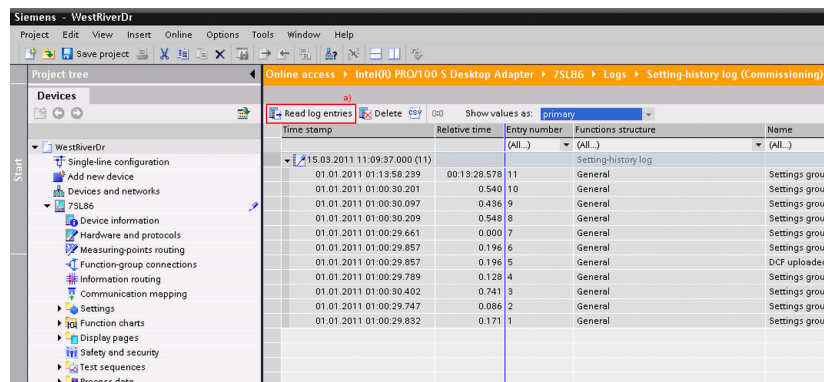 Siemens - WestRiverDr
Project Edit View Insert Online Options Tools Window Help
Save project
Project tree
Online access Intel(R) PRO/100 S Desktop Adapter 7SL86 Logs Setting-history log (Commissioning)
Devices
a)
Read log entries Delete CSV Show values as: primary
Time stamp Relative time Entry number Functions structure Name
(All...) (All...) (All...)
Start
WestRiverDr
Single-line configuration
Add new device
Devices and networks
7SL86
Device information
Hardware and protocols
Measuring-points routing
Function-group connections
Information routing
Communication mapping
Settings
Function charts
Display pages
Safety and security
Test sequences
Process data
15.03.2011 11:09:37.000 (11) Setting-history log
01.01.2011 01:13:58.239 00:13:28.578 11 General Settings grou
01.01.2011 01:00:30.201 0.540 10 General Settings grou
01.01.2011 01:00:30.097 0.436 9 General Settings grou
01.01.2011 01:00:30.209 0.548 8 General Settings grou
01.01.2011 01:00:29.661 0.000 7 General Settings grou
01.01.2011 01:00:29.857 0.196 6 General Settings grou
01.01.2011 01:00:29.857 0.196 5 General DCF uploaded
01.01.2011 01:00:29.789 0.128 4 General Settings grou
01.01.2011 01:00:30.402 0.741 3 General Settings grou
01.01.2011 01:00:29.747 0.086 2 General Settings grou
01.01.2011 01:00:29.832 0.171 1 General Settings grou